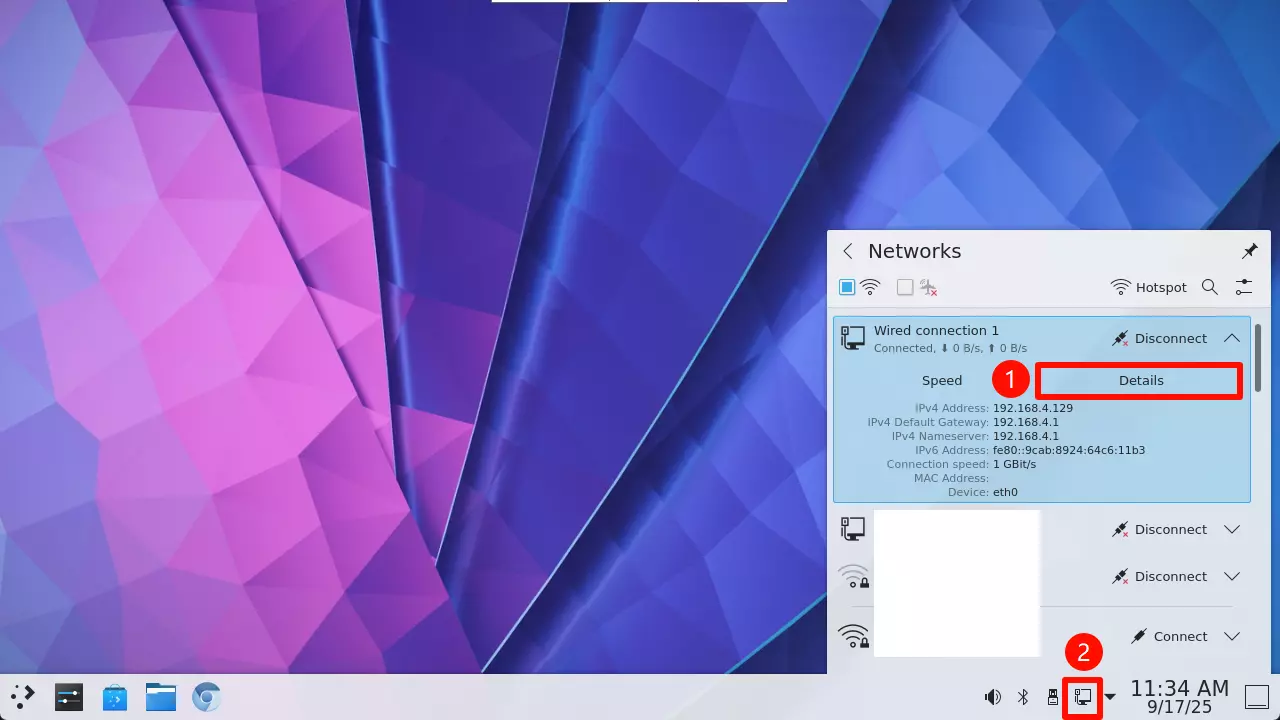 Networks
Hotspot
Wired connection 1
Connected, ⬇ 0 B/s, ⬆ 0 B/s
Disconnect
Speed
1
Details
IPv4 Address: 192.168.4.129
IPv4 Default Gateway: 192.168.4.1
IPv4 Nameserver: 192.168.4.1
IPv6 Address: fe80::9cab:8924:64c6:11b3
Connection speed: 1 GBit/s
MAC Address:
Device: eth0
Disconnect
Disconnect
Connect
2
11:34 AM
9/17/25